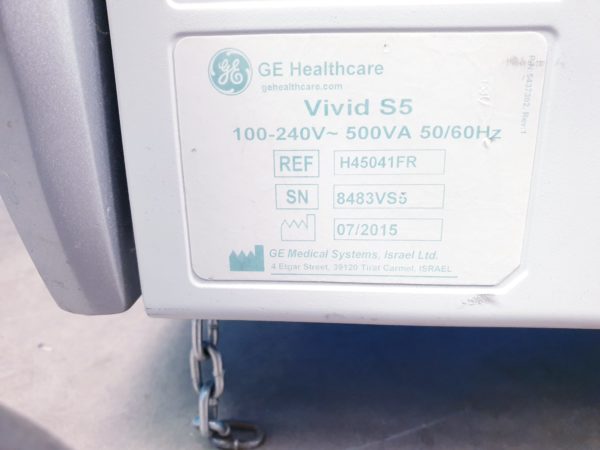 GE Healthcare
gehealthcare.com
Vivid S5
100-240V~ 500VA 50/60Hz
REF H45041FR
SN 8483VS5
07/2015
GE Medical Systems, Israel Ltd.
4 Etgar Street, 39120 Tirat Carmel, ISRAEL